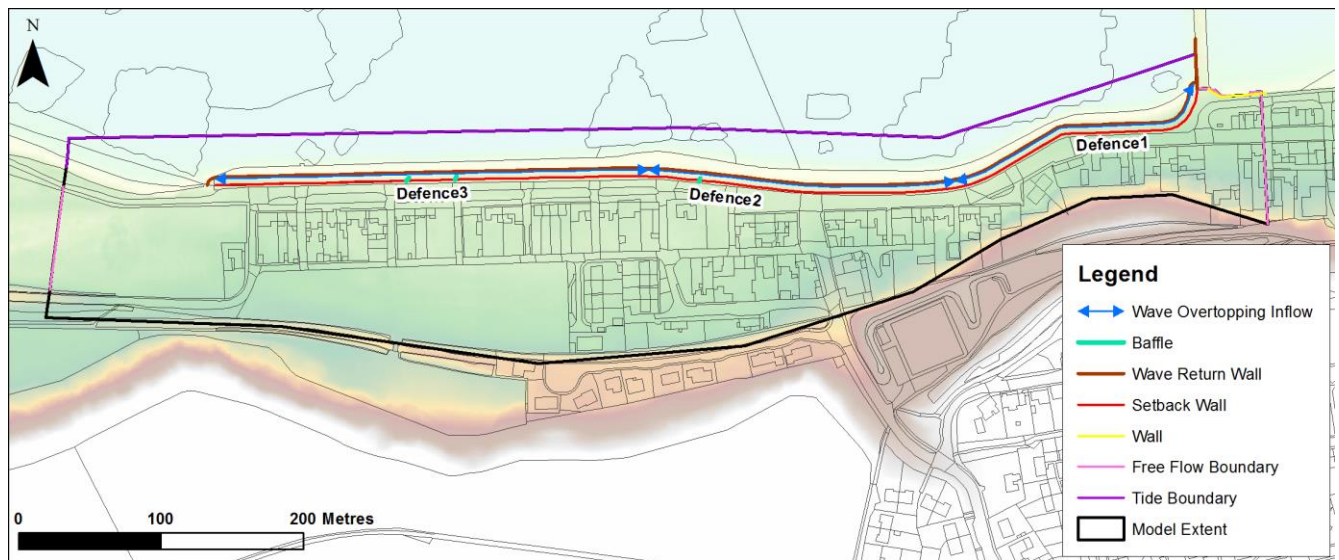 N
Defence1
Defence3
Defence2
Legend
Wave Overtopping Inflow
Baffle
Wave Return Wall
Setback Wall
Wall
Free Flow Boundary
Tide Boundary
Model Extent
0 100 200 Metres